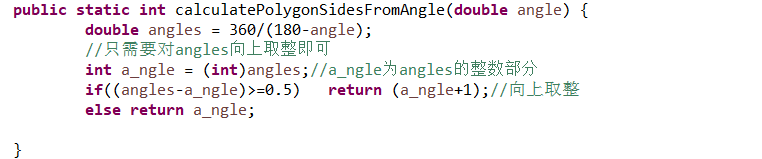 public static int calculatePolygonSidesFromAngle(double angle) {
double angles = 360/(180-angle);
//只需要对angles向上取整即可
int a_ngle = (int)angles;//a_ngle为angles的整数部分
if((angles-a_ngle)>=0.5)   return (a_ngle+1);//向上取整
else return a_ngle;
}